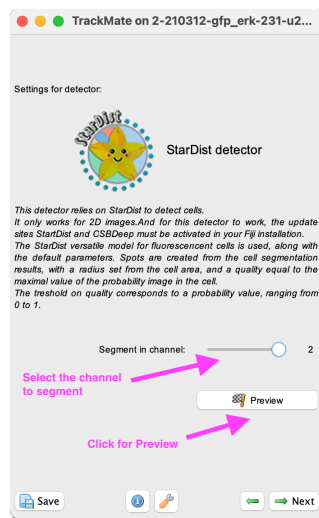 TrackMate on 2-210312-gfp_erk-231-u2...
Settings for detector:
StarDist
StarDist detector
This detector relies on StarDist to detect cells.
It only works for 2D images.And for this detector to work, the update
sites StartDist and CSBDeep must be activated in your Fiji installation.
The StarDist versatile model for fluorescencent cells is used, along with
the default parameters. Spots are created from the cell segmentation
results, with a radius set from the cell area, and a quality equal to the
maximal value of the probability image in the cell.
The treshold on quality corresponds to a probability value, ranging from
0 to 1.
Segment in channel:
2
Select the channel
to segment
Preview
Click for Preview
Save
Next